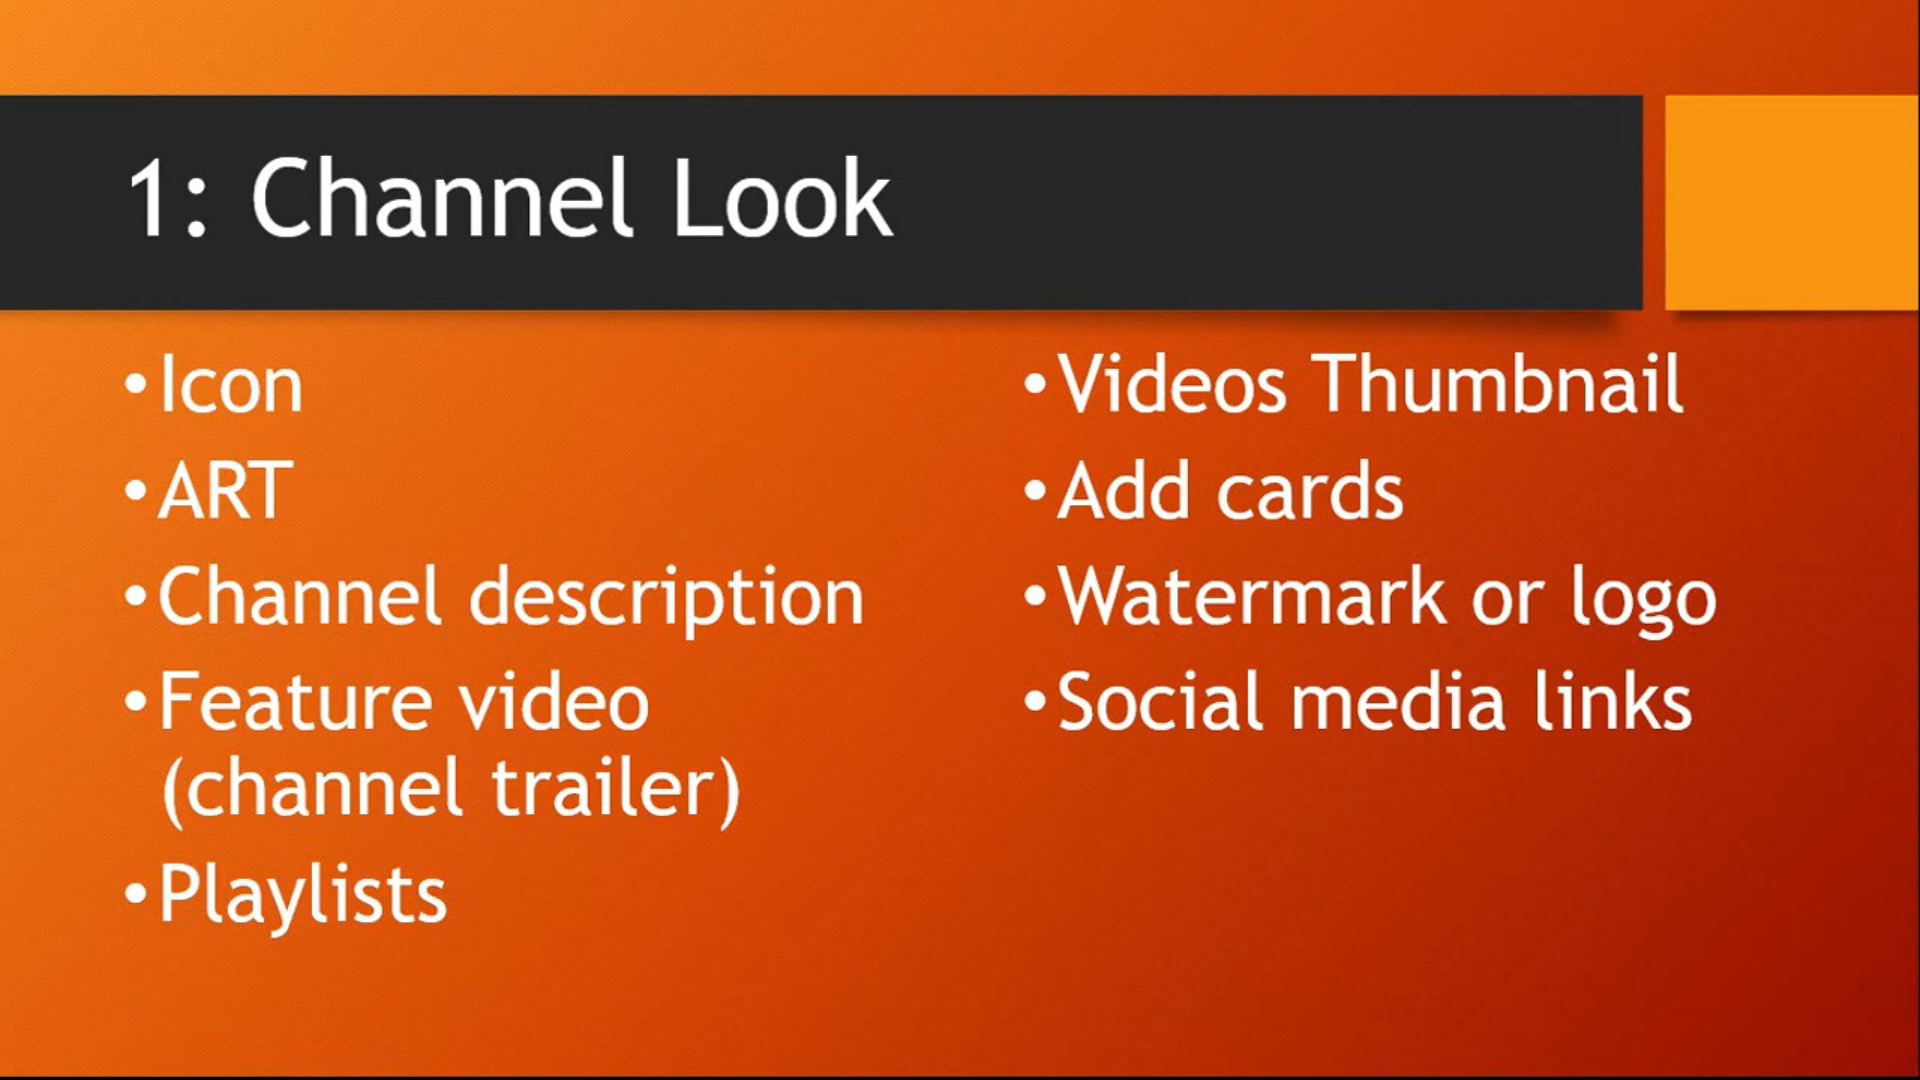 1: Channel Look
•Icon
•ART
•Channel description
•Feature video
(channel trailer)
•Playlists
•Videos Thumbnail
•Add cards
•Watermark or logo
•Social media links